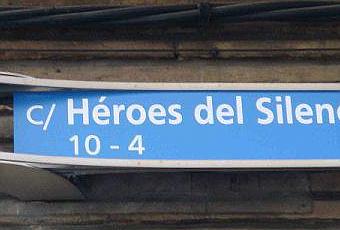 C/ Héroes del Silenc
10 - 4